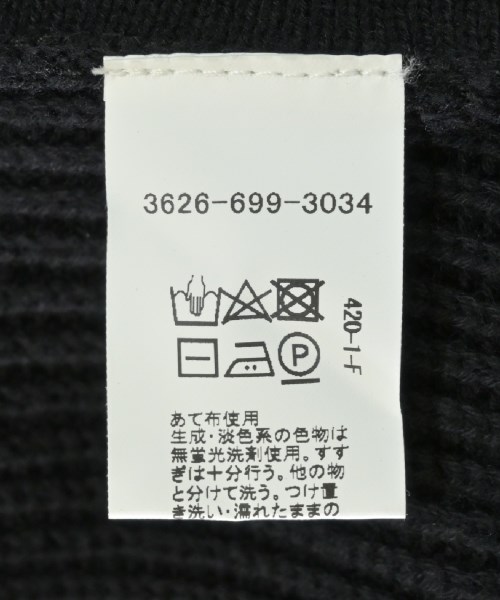 3626-699-3034
420-1-F
P
あて布使用
生成・淡色系の色物は
無蛍光洗剤使用。すす
ぎは十分行う。他の物
と分けて洗う。つけ置
き洗い・濡れたままの